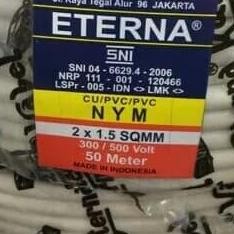 Jl. Raya Tegal Alur 96 JAKARTA
ETERNA®
SNI
SNI 04 - 6629.4 - 2006
NRP 111 - 001 - 120466
LSPr - 005 - IDN <> LMK <>
CU/PVC/PVC
NYM
2 x 1.5 SQMM
300 / 500 Volt
50 Meter
MADE IN INDONESIA